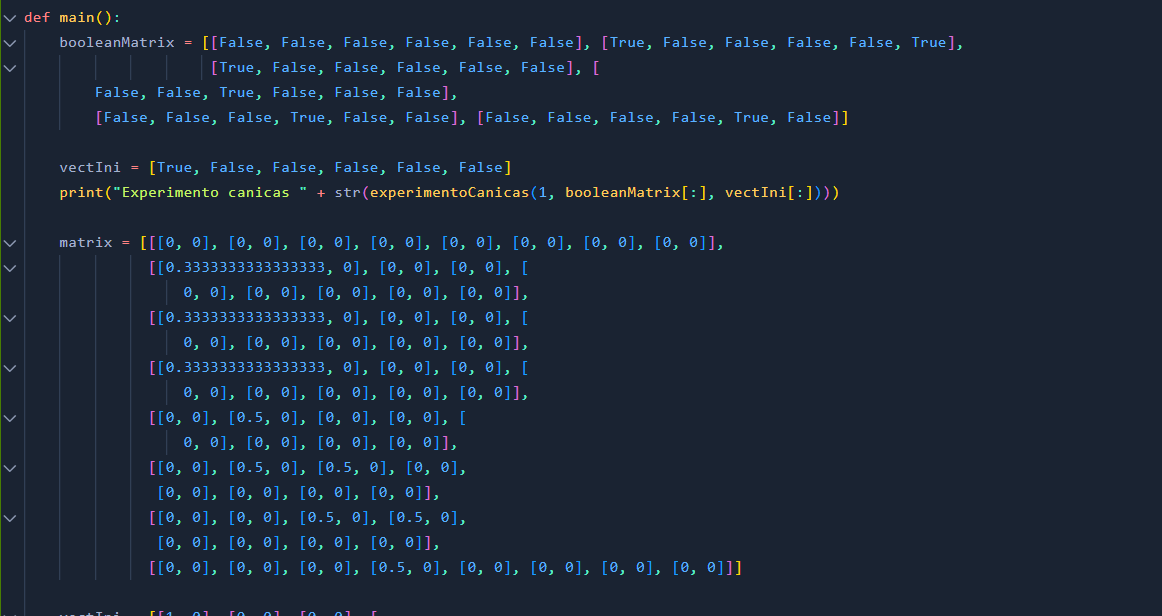 def main():
booleanMatrix = [[False, False, False, False, False, False], [True, False, False, False, False, True],
[True, False, False, False, False, False], [
False, False, True, False, False, False],
[False, False, False, True, False, False], [False, False, False, False, True, False]]
vectIni = [True, False, False, False, False, False]
print("Experimento canicas " + str(experimentoCanicas(1, booleanMatrix[:], vectIni[:])))
matrix = [[[0, 0], [0, 0], [0, 0], [0, 0], [0, 0], [0, 0], [0, 0], [0, 0]],
[[0.3333333333333333, 0], [0, 0], [0, 0], [
0, 0], [0, 0], [0, 0], [0, 0], [0, 0]],
[[0.3333333333333333, 0], [0, 0], [0, 0], [
0, 0], [0, 0], [0, 0], [0, 0], [0, 0]],
[[0.3333333333333333, 0], [0, 0], [0, 0], [
0, 0], [0, 0], [0, 0], [0, 0], [0, 0]],
[[0, 0], [0.5, 0], [0, 0], [0, 0], [
0, 0], [0, 0], [0, 0], [0, 0]],
[[0, 0], [0.5, 0], [0.5, 0], [0, 0],
[0, 0], [0, 0], [0, 0], [0, 0]],
[[0, 0], [0, 0], [0.5, 0], [0.5, 0],
[0, 0], [0, 0], [0, 0], [0, 0]],
[[0, 0], [0, 0], [0, 0], [0.5, 0], [0, 0], [0, 0], [0, 0], [0, 0]]]
vectIni = [[1, 0], [0, 0], [0, 0], [